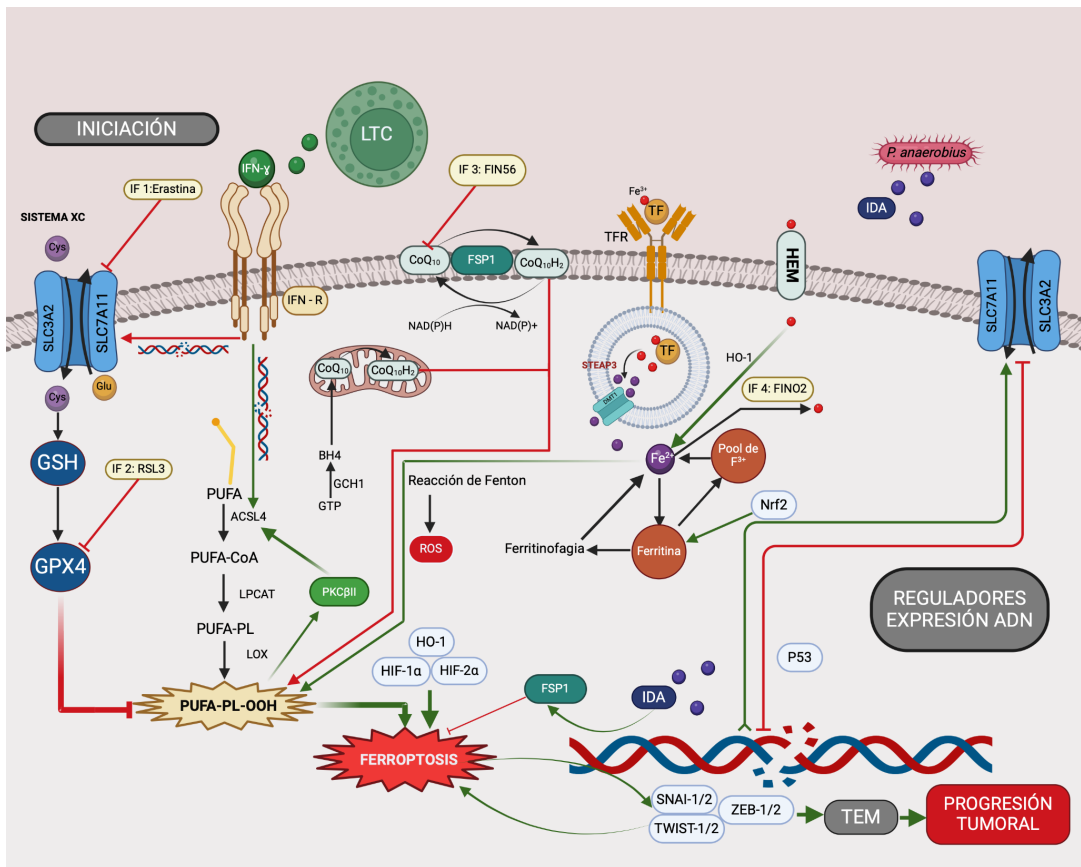 INICIACIÓN
LTC
IFN-ɣ
IF 1:Erastina
SISTEMA XC
Cys
SLC3A2
SLC7A11
Glu
Cys
GSH
IF 2: RSL3
GPX4
IFN - R
PUFA
ACSL4
PUFA-CoA
LPCAT
PUFA-PL
LOX
PUFA-PL-OOH
PKCβII
IF 3: FIN56
CoQ10
FSP1
CoQ10H2
NAD(P)H
NAD(P)+
CoQ10
CoQ10H2
BH4
GCH1
GTP
Reacción de Fenton
ROS
Fe3+
TF
TFR
TF
STEAP3
DMT1
HEM
HO-1
IF 4: FINO2
Fe2+
Pool de
F3+
Nrf2
Ferritinofagia
Ferritina
P. anaerobius
IDA
SLC7A11
SLC3A2
REGULADORES
EXPRESIÓN ADN
P53
HO-1
HIF-1α
HIF-2α
FSP1
IDA
FERROPTOSIS
SNAI-1/2
TWIST-1/2
ZEB-1/2
TEM
PROGRESIÓN
TUMORAL